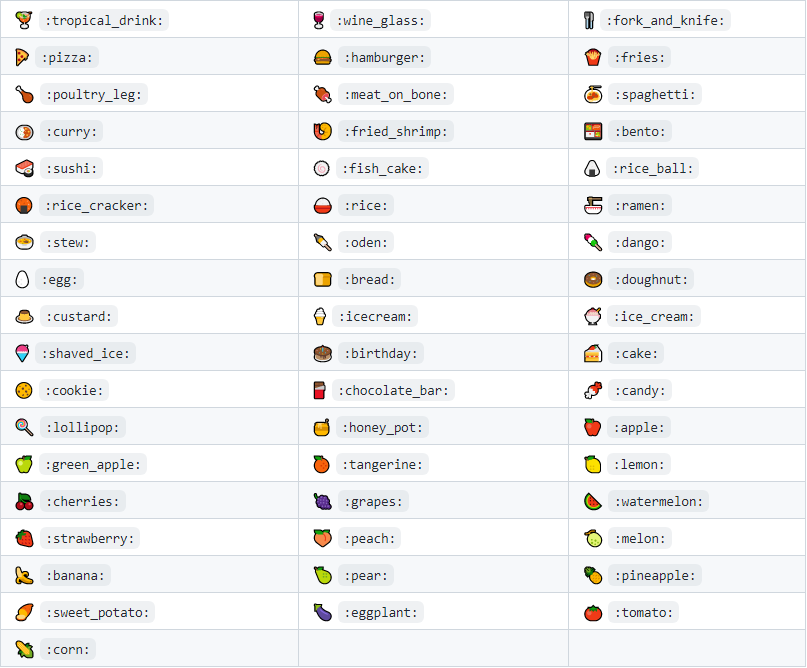 :tropical_drink: :wine_glass: :fork_and_knife:
:pizza: :hamburger: :fries:
:poultry_leg: :meat_on_bone: :spaghetti:
:curry: :fried_shrimp: :bento:
:sushi: :fish_cake: :rice_ball:
:rice_cracker: :rice: :ramen:
:stew: :oden: :dango:
:egg: :bread: :doughnut:
:custard: :icecream: :ice_cream:
:shaved_ice: :birthday: :cake:
:cookie: :chocolate_bar: :candy:
:lollipop: :honey_pot: :apple:
:green_apple: :tangerine: :lemon:
:cherries: :grapes: :watermelon:
:strawberry: :peach: :melon:
:banana: :pear: :pineapple:
:sweet_potato: :eggplant: :tomato:
:corn: